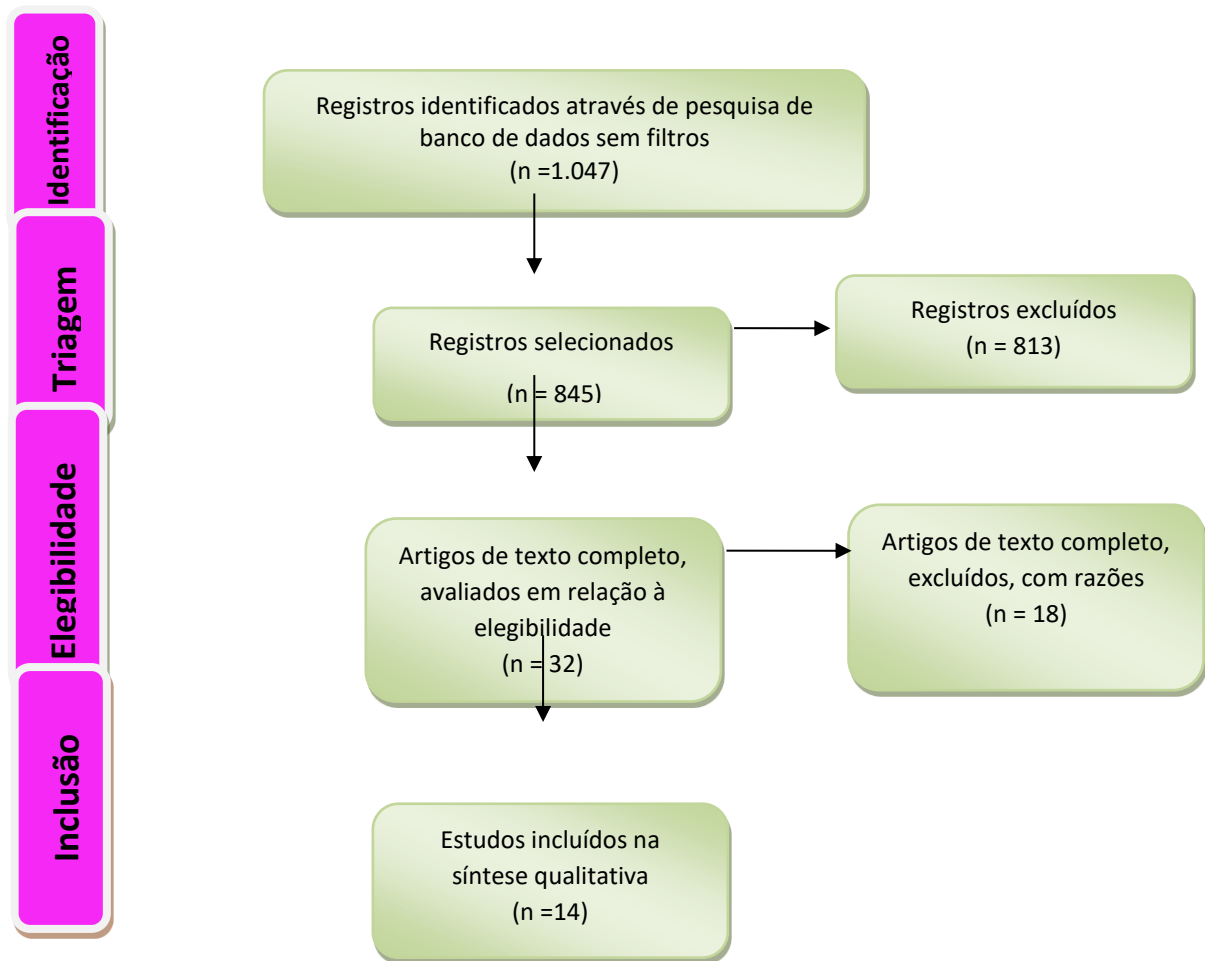 Identificação
Registros identificados através de pesquisa de
banco de dados sem filtros
(n =1.047)
Triagem
Registros selecionados
(n = 845)
Registros excluídos
(n = 813)
Elegibilidade
Artigos de texto completo,
avaliados em relação à
elegibilidade
(n = 32)
Artigos de texto completo,
excluídos, com razões
(n = 18)
Inclusão
Estudos incluídos na
síntese qualitativa
(n =14)